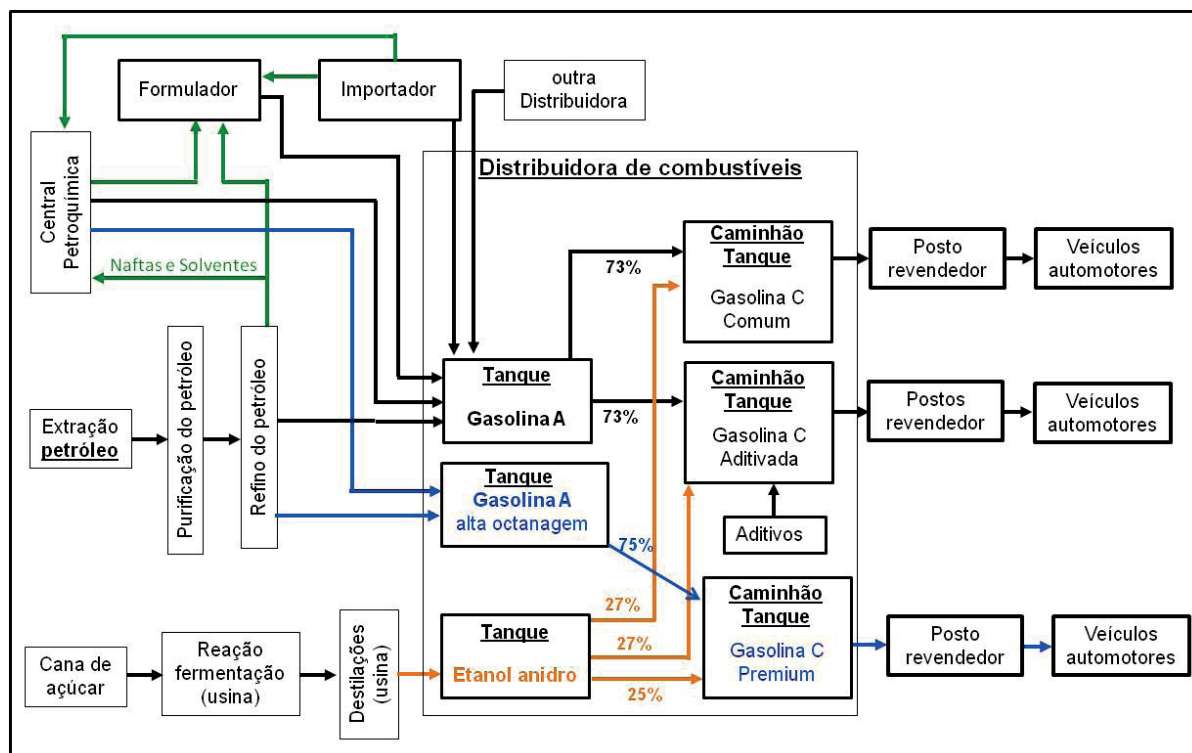 Formulador
Importador
outra
Distribuidora
Central
Petroquímica
Naftas e Solventes
Distribuidora de combustíveis
Caminhão
Tanque
Gasolina C
Comum
73%
Posto
revendedor
Veículos
automotores
Tanque
Gasolina A
73%
Caminhão
Tanque
Gasolina C
Aditivada
Postos
revendedor
Veículos
automotores
Extração
petróleo
Purificação do petróleo
Refino do petróleo
Tanque
Gasolina A
alta octanagem
75%
Aditivos
Cana de
açúcar
Reação
fermentação
(usina)
Destilações
(usina)
Tanque
Etanol anidro
27%
27%
25%
Caminhão
Tanque
Gasolina C
Premium
Posto
revendedor
Veículos
automotores